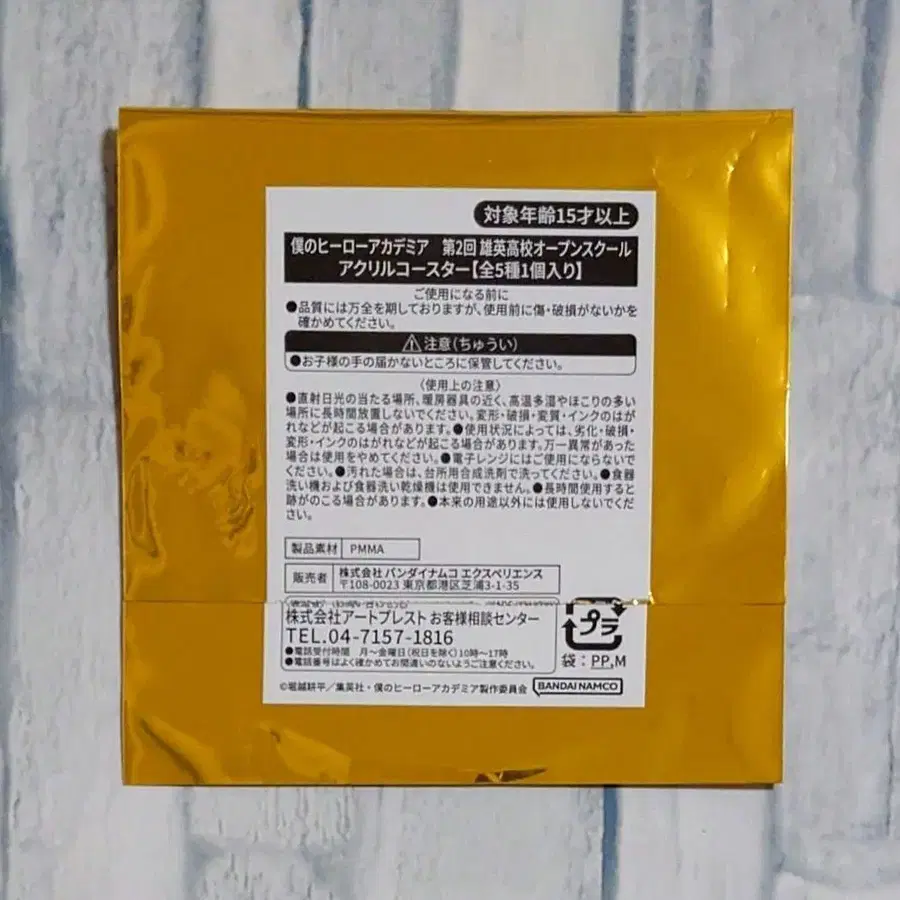 対象年齢15才以上
僕のヒーローアカデミア 第2回 雄英高校オープンスクール
アクリルコースター【全5種1個入り】
ご使用になる前に
●品質には万全を期しておりますが、使用前に傷・破損がないかを
確かめてください。
注意(ちゅうい)
●お子様の手の届かないところに保管してください。
〈使用上の注意〉
●直射日光の当たる場所、暖房器具の近く、高温多湿やほこりの多い
場所に長時間放置しないでください。変形・破損・変質・インクのはが
れなどが起こる場合があります。●使用状況によっては、劣化・破損・
変形・インクのはがれなどが起こる場合があります。万一異常があった
場合は使用をやめてください。●電子レンジにはご使用にならないで
ください。●汚れた場合は、台所用合成洗剤で洗ってください。●食器
洗い機および食器洗い乾燥機は使用できません。●長時間使用すると
跡がのこる場合があります。●本来の用途以外には使用しないでくだ
さい。
製品素材 PMMA
販売者 株式会社 バンダイナムコ エクスペリエンス
〒108-0023 東京都港区芝浦3-1-35
株式会社アートプレスト お客様相談センター
TEL.04-7157-1816
●電話受付時間 月〜金曜日(祝日を除く)10時〜17時
●電話番号はよく確かめてお間違いのないようご注意ください。
プラ
袋：PP,M
©堀越耕平／集英社・僕のヒーローアカデミア製作委員会
BANDAI NAMCO